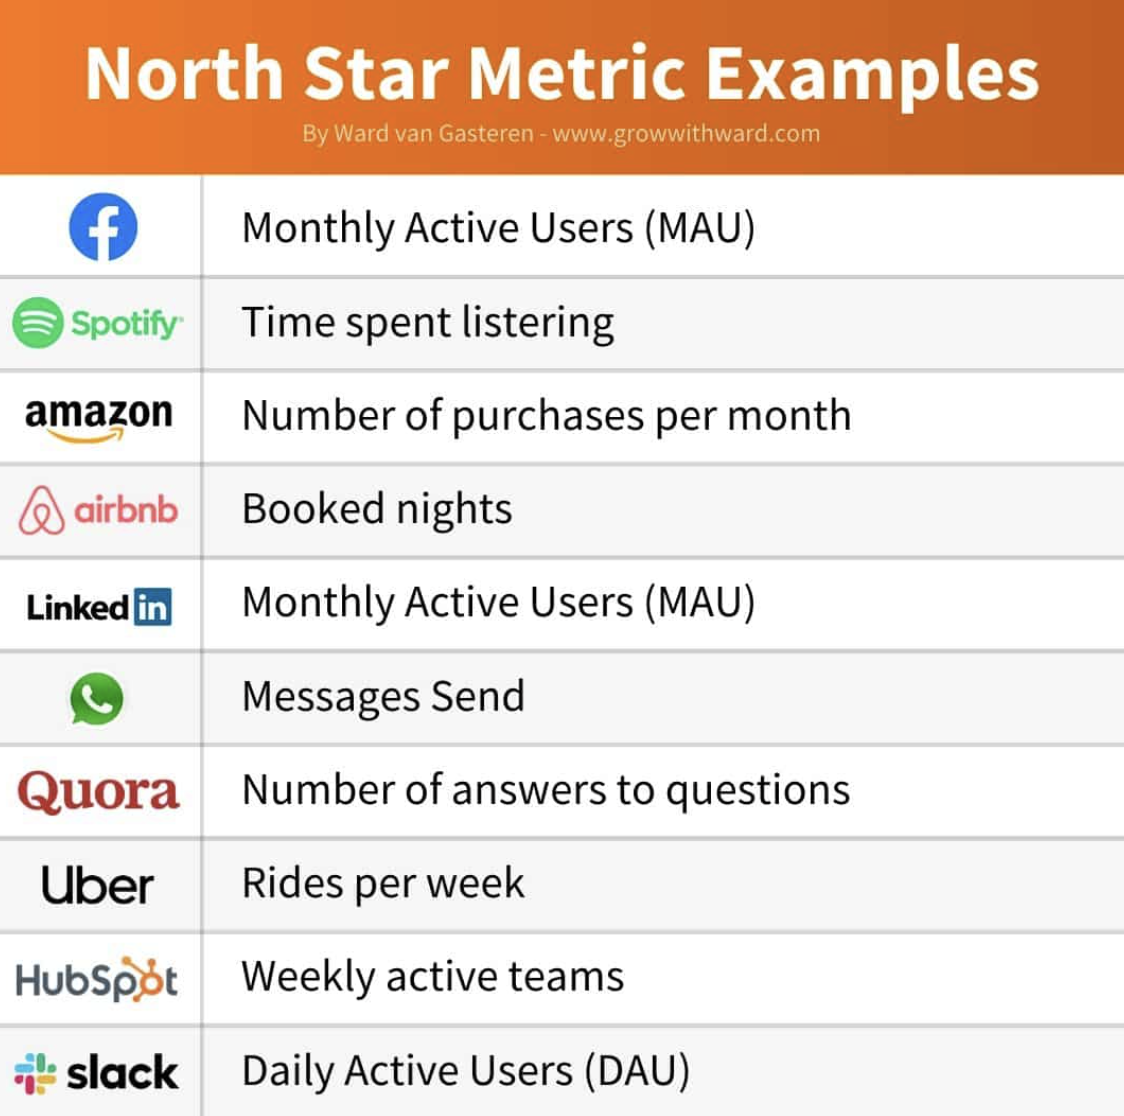 North Star Metric Examples
By Ward van Gasteren - www.growwithward.com
Monthly Active Users (MAU)
Spotify Time spent listering
amazon Number of purchases per month
airbnb Booked nights
Linked in Monthly Active Users (MAU)
Messages Send
Quora Number of answers to questions
Uber Rides per week
HubSpot Weekly active teams
slack Daily Active Users (DAU)